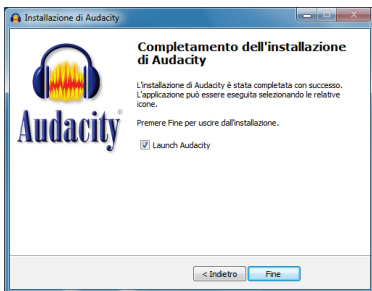 Installazione di Audacity
Completamento dell'installazione
di Audacity
L'installazione di Audacity è stata completata con successo.
L'applicazione può essere eseguita selezionando le relative
icone.
Premere Fine per uscire dall'installazione.
Launch Audacity
Audacity®
< Indietro
Fine